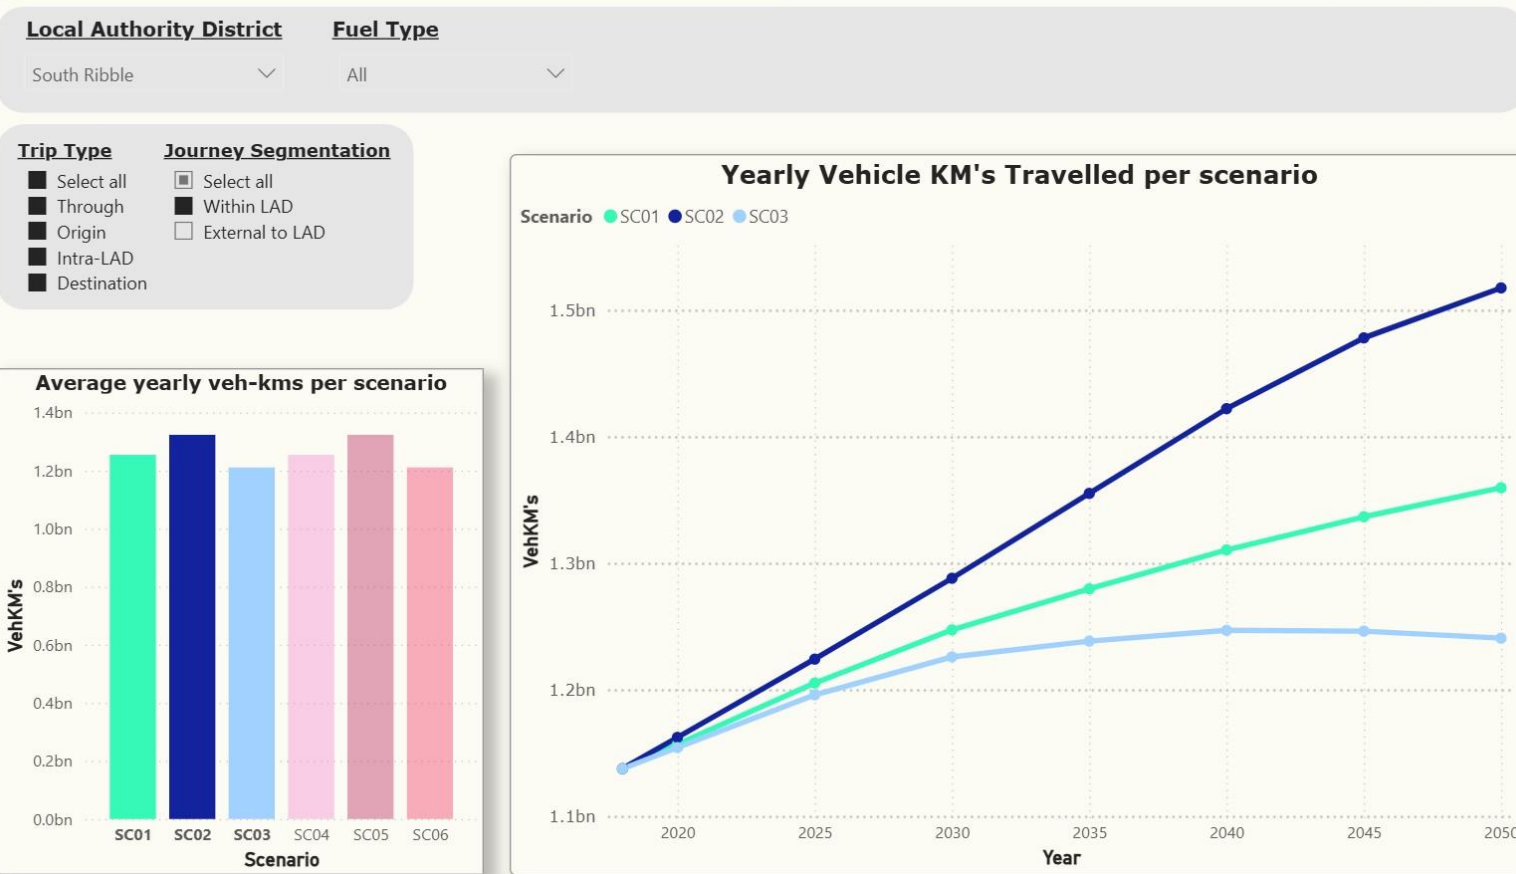 Local Authority District
Fuel Type
South Ribble
All
Trip Type
Select all
Through
Origin
Intra-LAD
Destination
Journey Segmentation
Select all
Within LAD
External to LAD
Average yearly veh-kms per scenario
VehKM's
1.4bn
1.2bn
1.0bn
0.8bn
0.6bn
0.4bn
0.2bn
0.0bn
SC01 SC02 SC03 SC04 SC05 SC06
Scenario
Yearly Vehicle KM's Travelled per scenario
Scenario SC01 SC02 SC03
VehKM's
1.5bn
1.4bn
1.3bn
1.2bn
1.1bn
2020 2025 2030 2035 2040 2045 2050
Year